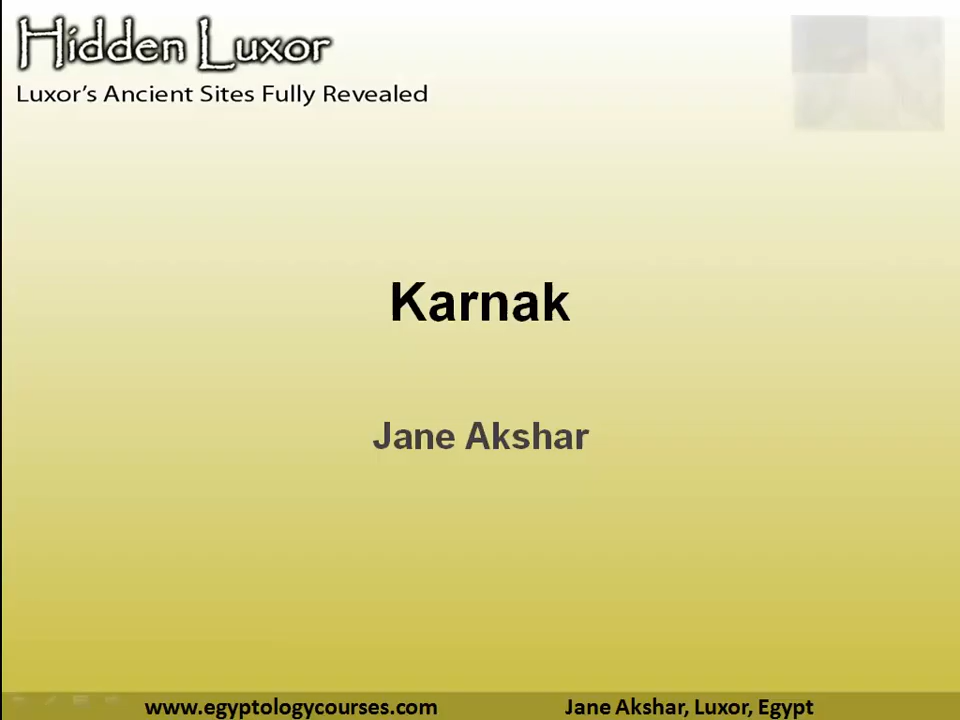 Hidden Luxor
Luxor's Ancient Sites Fully Revealed
Karnak
Jane Akshar
www.egyptologycourses.com Jane Akshar, Luxor, Egypt